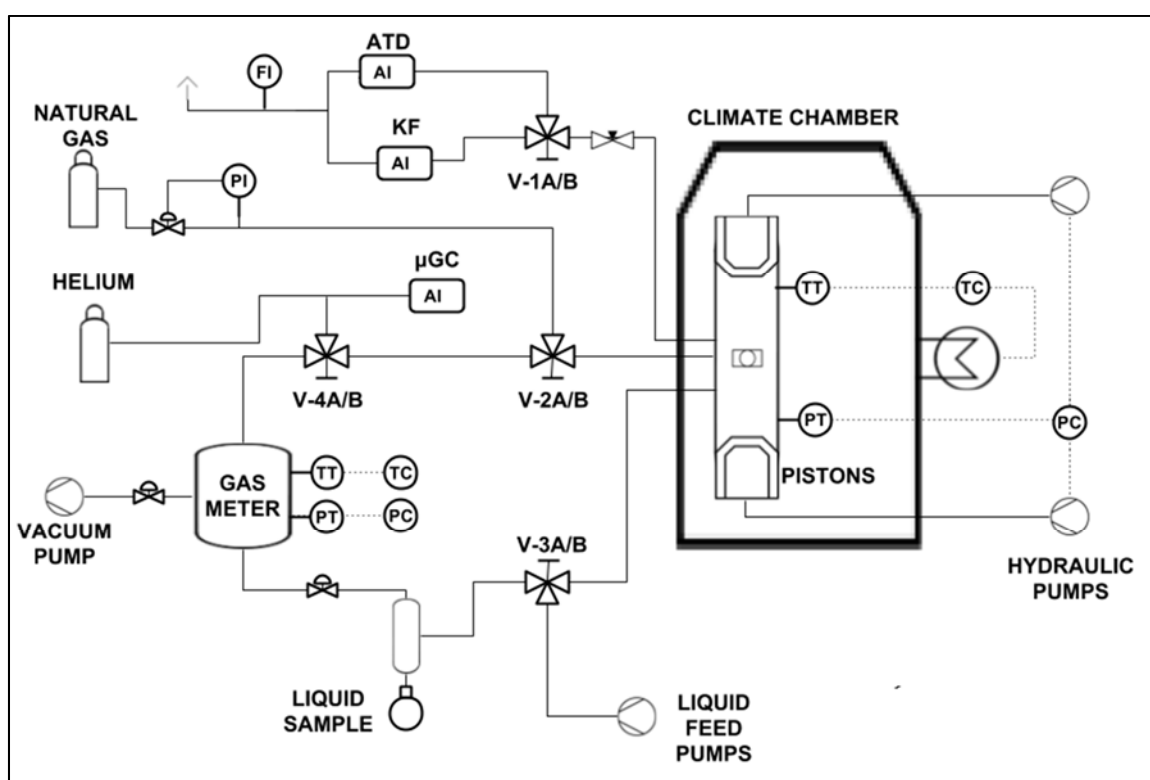 ATD
FI
AI
NATURAL
GAS
KF
AI
CLIMATE CHAMBER
PI
V-1A/B
HELIUM
µGC
AI
TT
TC
V-4A/B
V-2A/B
PT
PC
GAS
METER
TT
TC
PT
PC
PISTONS
VACUUM
PUMP
V-3A/B
HYDRAULIC
PUMPS
LIQUID
SAMPLE
LIQUID
FEED
PUMPS